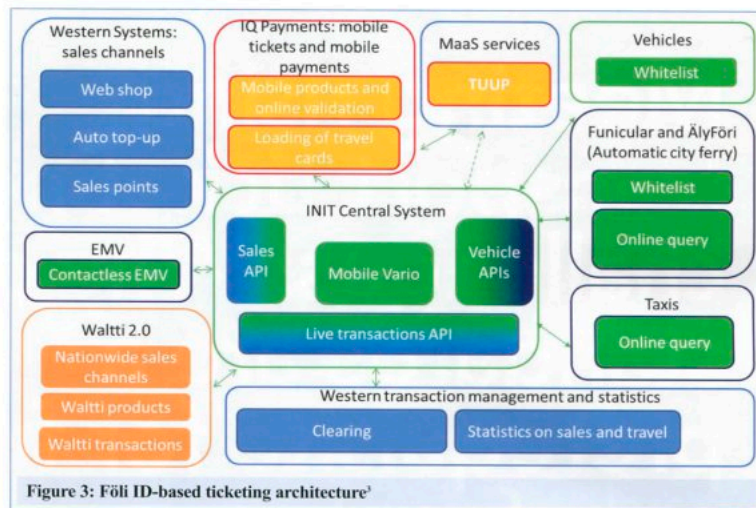 Western Systems:
sales channels
Web shop
Auto top-up
Sales points
IQ Payments: mobile
tickets and mobile
payments
Mobile products and
online validation
Loading of travel
cards
MaaS services
TUUP
Vehicles
Whitelist
Funicular and ÄlyFöri
(Automatic city ferry)
Whitelist
Online query
INIT Central System
Sales
API
Mobile Vario
Vehicle
APIs
Live transactions API
EMV
Contactless EMV
Taxis
Online query
Waltti 2.0
Nationwide sales
channels
Waltti products
Waltti transactions
Western transaction management and statistics
Clearing
Statistics on sales and travel
Figure 3: Föli ID-based ticketing architecture³